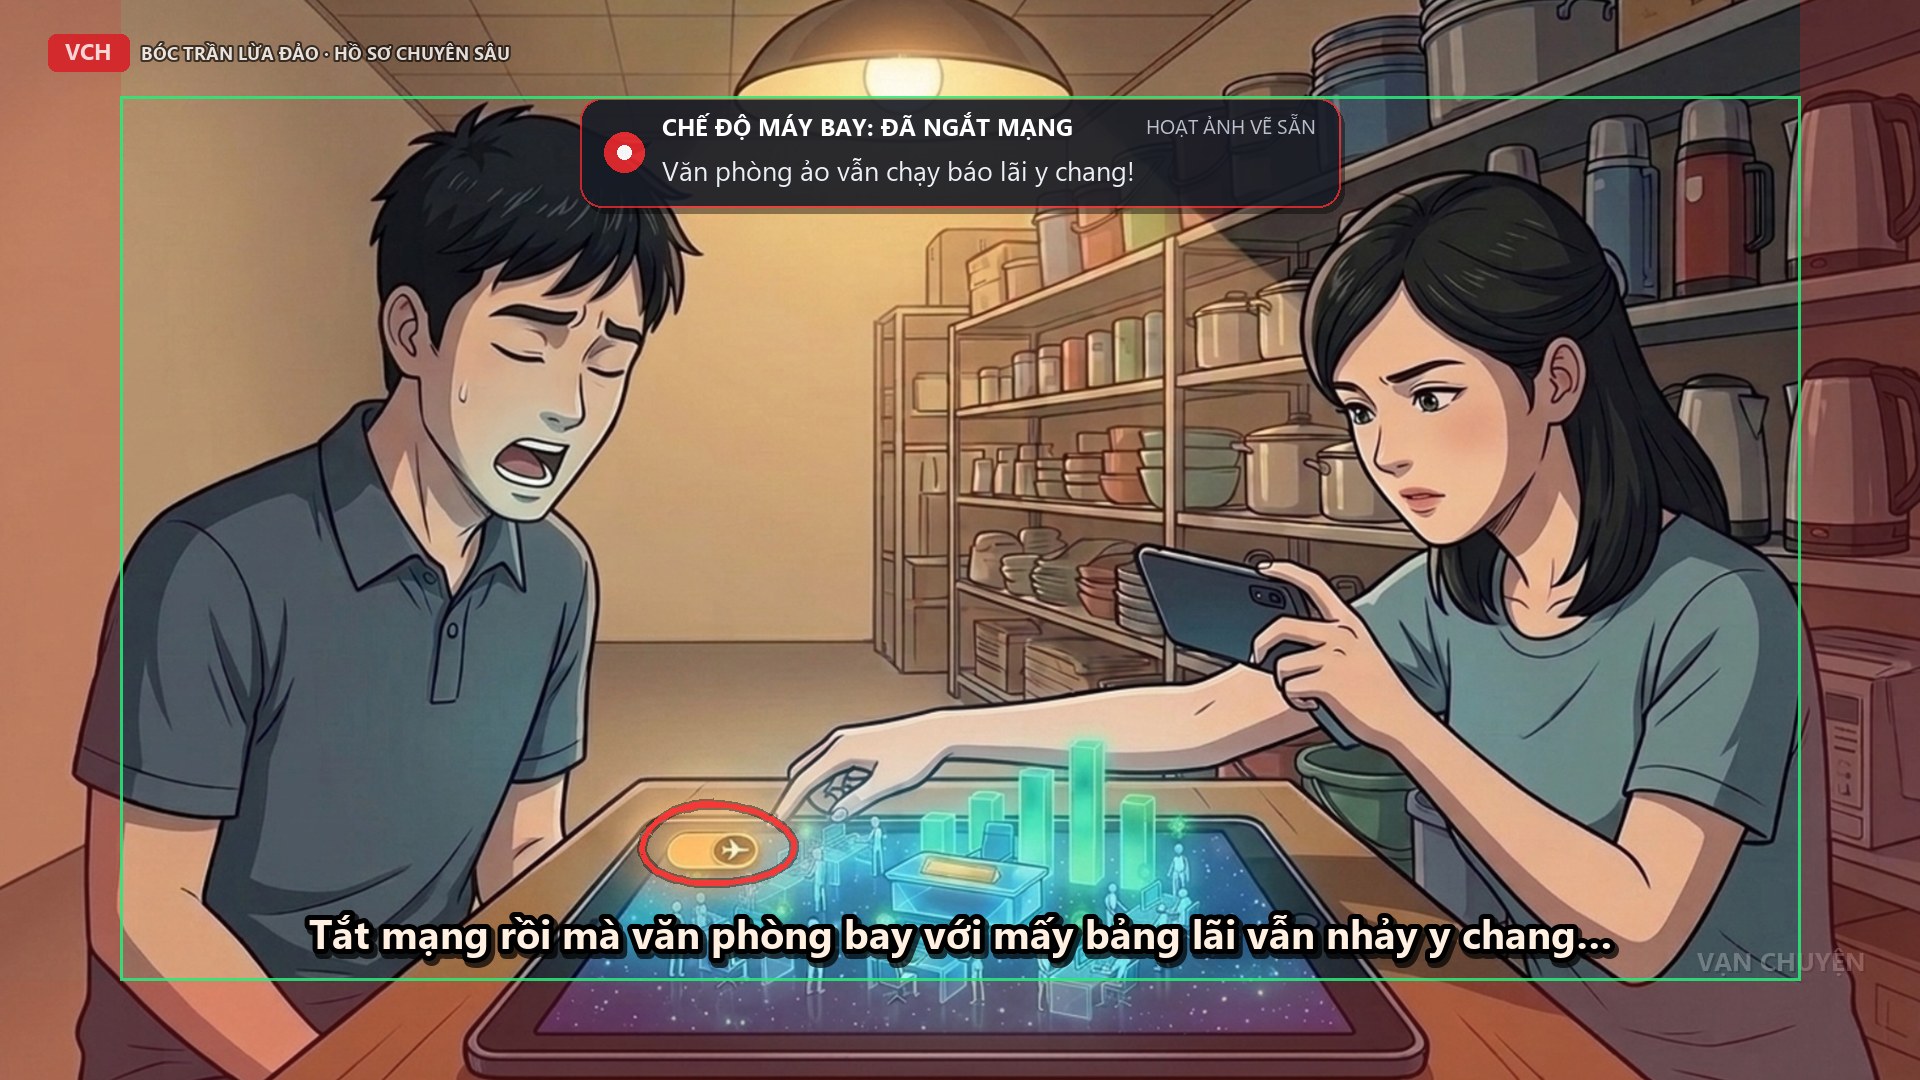 VCH BÓC TRẦN LỪA ĐẢO · HỒ SƠ CHUYÊN SÂU
CHẾ ĐỘ MÁY BAY: ĐÃ NGẮT MẠNG HOẠT ẢNH VẼ SẴN
Văn phòng ảo vẫn chạy báo lãi y chang!
Tắt mạng rồi mà văn phòng bay với mấy bảng lãi vẫn nhảy y chang...
VẠN CHUYỆN